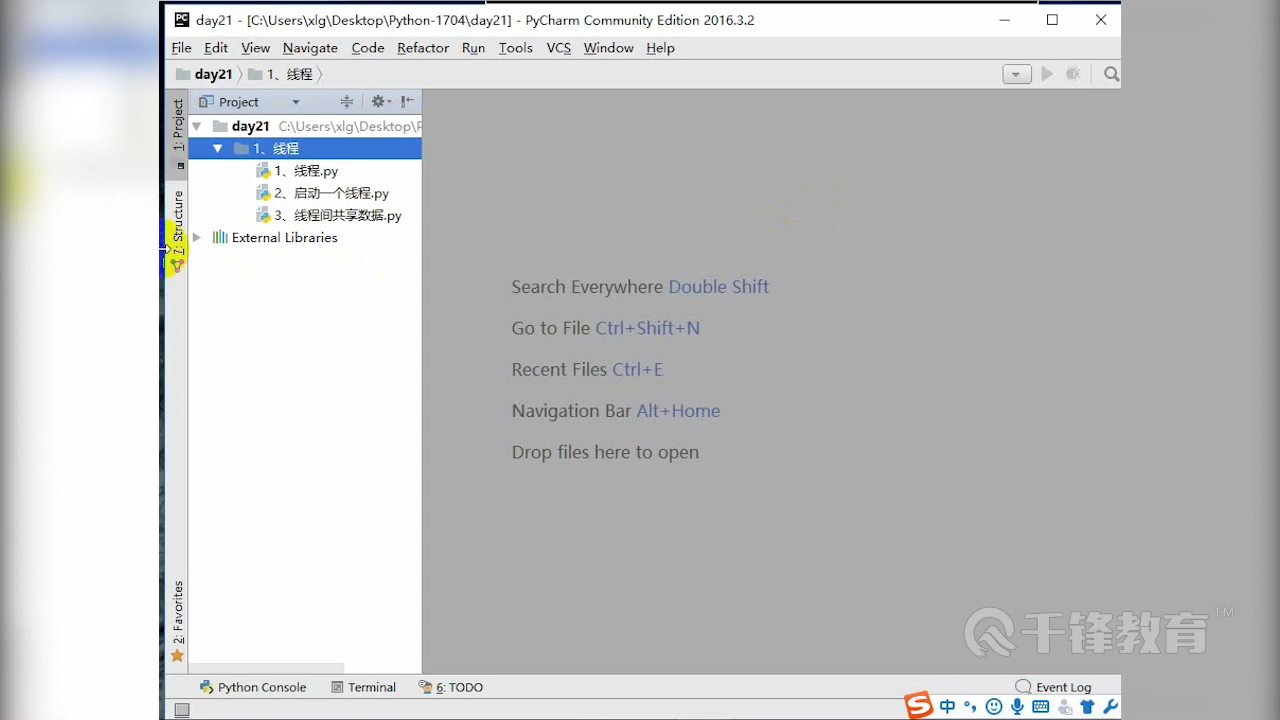 day21 - [C:\Users\xlg\Desktop\Python-1704\day21] - PyCharm Community Edition 2016.3.2
File Edit View Navigate Code Refactor Run Tools VCS Window Help
day21 1、线程
1: Project
Project
day21 C:\Users\xlg\Desktop\P
1、线程
1、线程.py
2、启动一个线程.py
3、线程间共享数据.py
External Libraries
7: Structure
Search Everywhere Double Shift
Go to File Ctrl+Shift+N
Recent Files Ctrl+E
Navigation Bar Alt+Home
Drop files here to open
2: Favorites
千锋教育 TM
Python Console Terminal 6: TODO Event Log
S 中